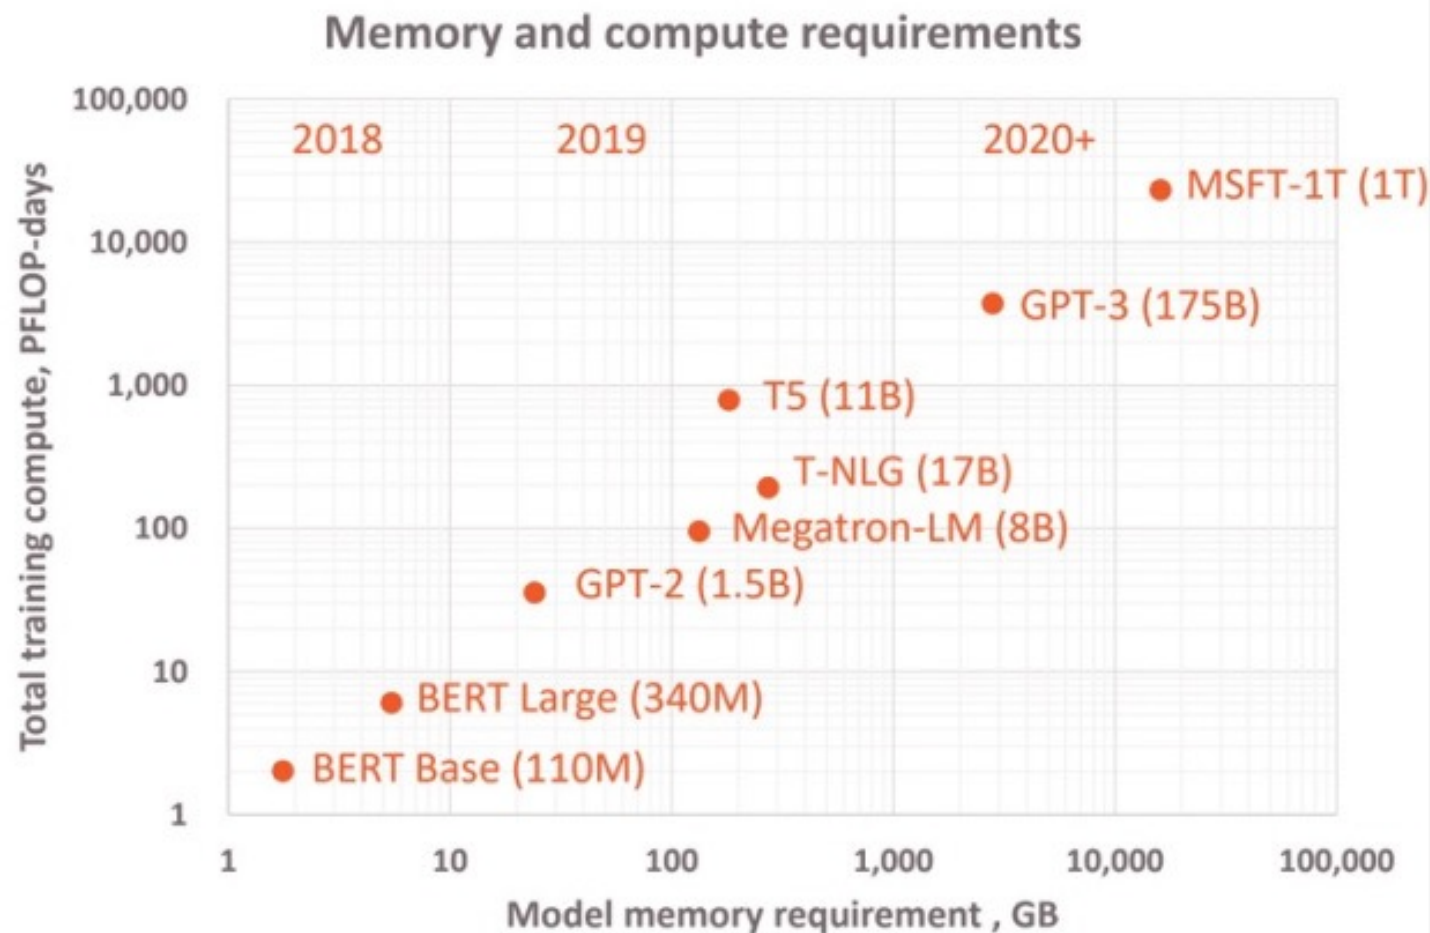 Memory and compute requirements
100,000
10,000
1,000
100
10
1
Total training compute, PFLOP-days
2018
2019
2020+
MSFT-1T (1T)
GPT-3 (175B)
T5 (11B)
T-NLG (17B)
Megatron-LM (8B)
GPT-2 (1.5B)
BERT Large (340M)
BERT Base (110M)
1
10
100
1,000
10,000
100,000
Model memory requirement , GB